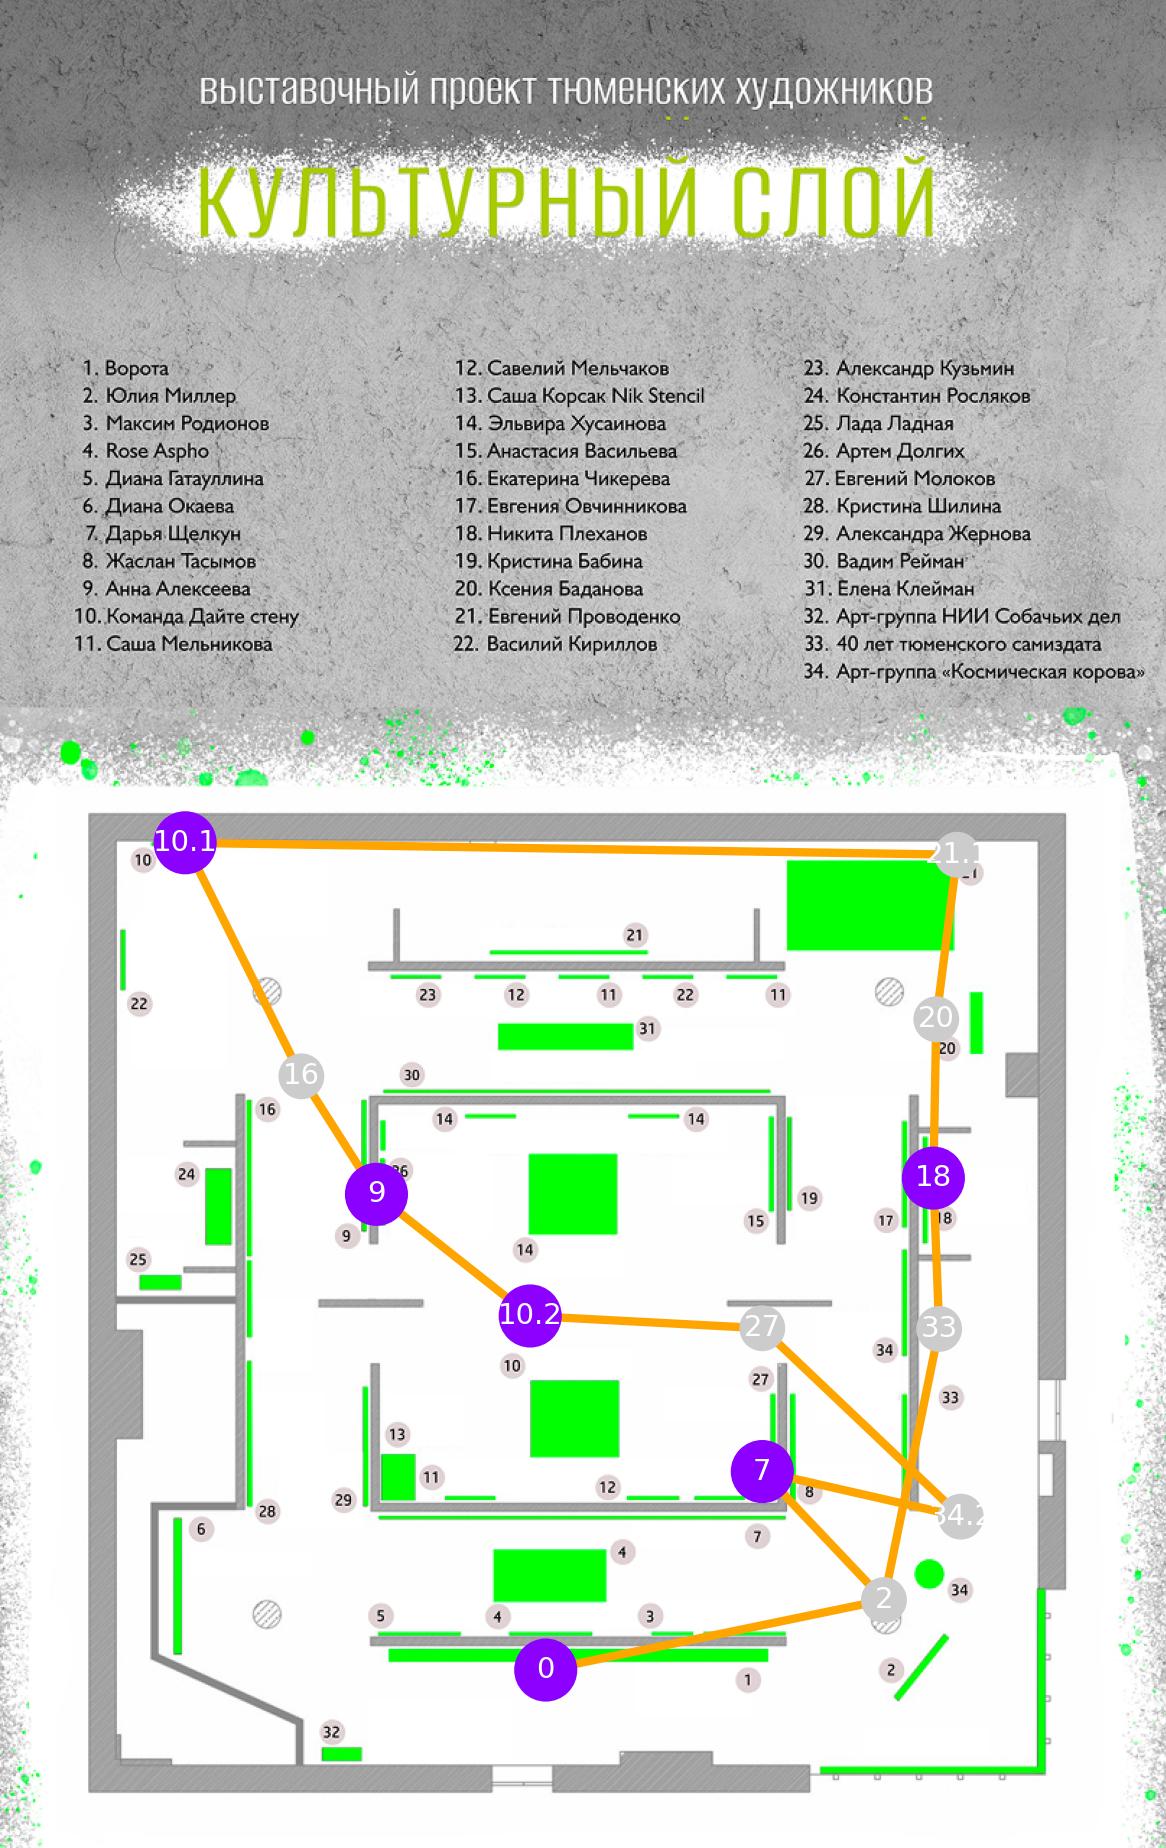 выставочный проект тюменских художников
КУЛЬТУРНЫЙ СЛОЙ
1. Ворота
2. Юлия Миллер
3. Максим Родионов
4. Rose Aspho
5. Диана Гатауллина
6. Диана Окаева
7. Дарья Щелкун
8. Жаслан Тасымов
9. Анна Алексеева
10. Команда Дайте стену
11. Саша Мельникова
12. Савелий Мельчаков
13. Саша Корсак Nik Stencil
14. Эльвира Хусаинова
15. Анастасия Васильева
16. Екатерина Чикерева
17. Евгения Овчинникова
18. Никита Плеханов
19. Кристина Бабина
20. Ксения Баданова
21. Евгений Проводенко
22. Василий Кириллов
23. Александр Кузьмин
24. Константин Росляков
25. Лада Ладная
26. Артем Долгих
27. Евгений Молоков
28. Кристина Шилина
29. Александра Жернова
30. Вадим Рейман
31. Елена Клейман
32. Арт-группа НИИ Собачьих дел
33. 40 лет тюменского самиздата
34. Арт-группа «Космическая корова»
10.1
21.1
10
21
21
22
23
12
11
22
11
20
31
20
16
30
16
14
14
24
26
18
9
19
15
17
18
9
14
25
10.2
27
33
34
10
27
33
13
7
11
12
8
29
28
34.2
6
7
4
34
2
5
4
3
0
2
1
32